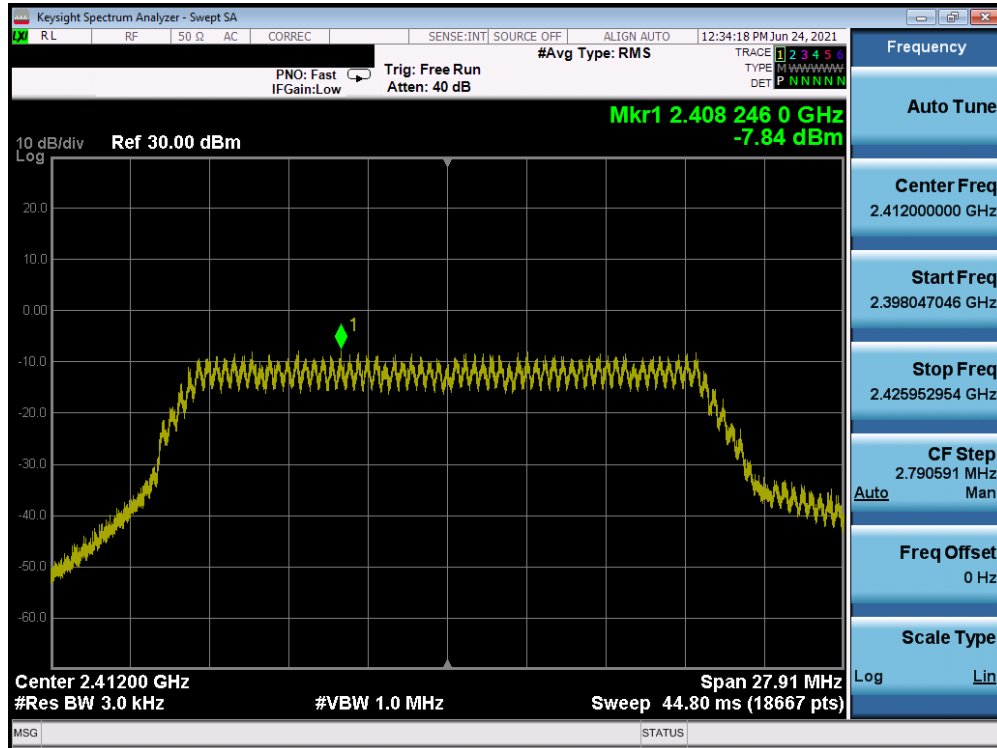 Keysight Spectrum Analyzer - Swept SA
LXI RL RF 50 Ω AC CORREC SENSE:INT SOURCE OFF ALIGN AUTO 12:34:18 PM Jun 24, 2021
#Avg Type: RMS TRACE 1 2 3 4 5 6
PNO: Fast Trig: Free Run TYPE M WWWWW
IFGain:Low Atten: 40 dB DET P N N N N N
Mkr1 2.408 246 0 GHz
-7.84 dBm
10 dB/div Ref 30.00 dBm
Log
20.0
10.0
0.00
1
-10.0
-20.0
-30.0
-40.0
-50.0
-60.0
Center 2.41200 GHz Span 27.91 MHz
#Res BW 3.0 kHz #VBW 1.0 MHz Sweep 44.80 ms (18667 pts)
MSG STATUS
Frequency
Auto Tune
Center Freq
2.412000000 GHz
Start Freq
2.398047046 GHz
Stop Freq
2.425952954 GHz
CF Step
2.790591 MHz
Auto Man
Freq Offset
0 Hz
Scale Type
Log Lin